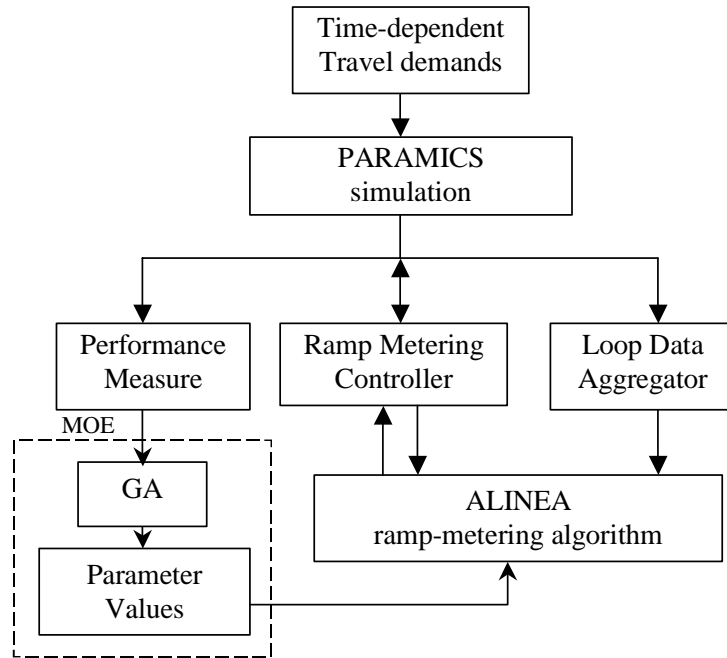 Time-dependent
Travel demands
PARAMICS
simulation
Performance
Measure
Ramp Metering
Controller
Loop Data
Aggregator
MOE
GA
ALINEA
ramp-metering algorithm
Parameter
Values